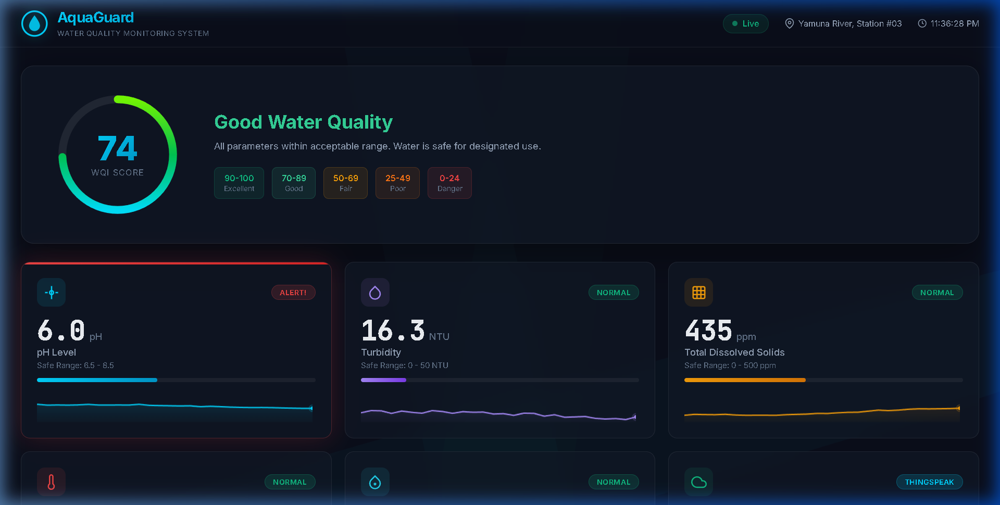 AquaGuard
WATER QUALITY MONITORING SYSTEM
Live
Yamuna River, Station #03
11:36:28 PM
74
WQI SCORE
Good Water Quality
All parameters within acceptable range. Water is safe for designated use.
90-100
Excellent
70-89
Good
50-69
Fair
25-49
Poor
0-24
Danger
ALERT!
6.0 pH
pH Level
Safe Range: 6.5 - 8.5
NORMAL
16.3 NTU
Turbidity
Safe Range: 0 - 50 NTU
NORMAL
435 ppm
Total Dissolved Solids
Safe Range: 0 - 500 ppm
NORMAL
NORMAL
THINGSPEAK